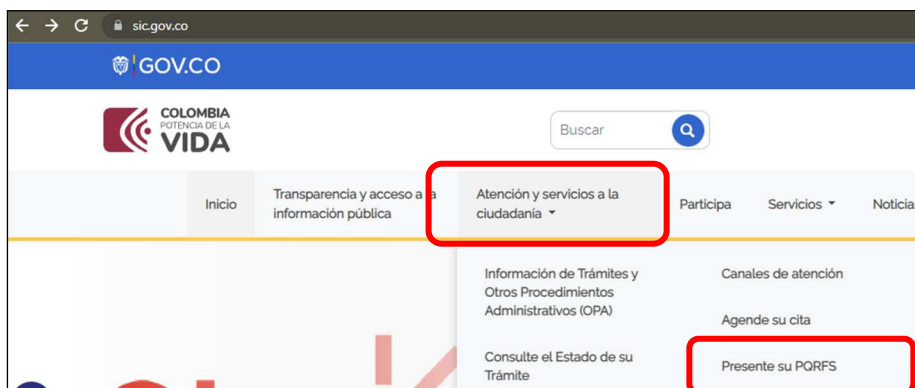 sic.gov.co
GOV.CO
COLOMBIA
POTENCIA DE LA
VIDA
Buscar
Inicio
Transparencia y acceso a la
información pública
Atención y servicios a la
ciudadanía
Participa
Servicios
Noticias
Información de Trámites y
Otros Procedimientos
Administrativos (OPA)
Canales de atención
Agende su cita
Consulte el Estado de su
Trámite
Presente su PQRFS